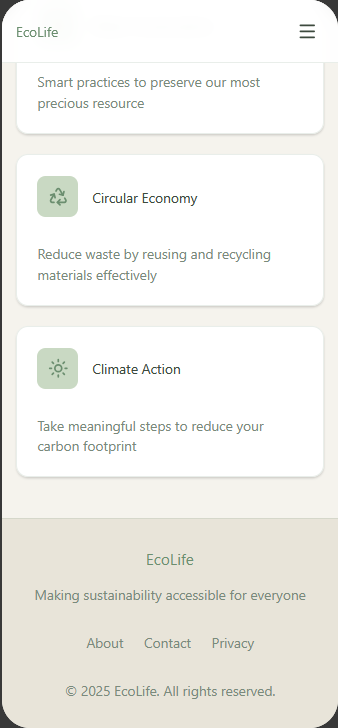 EcoLife
Smart practices to preserve our most
precious resource
Circular Economy
Reduce waste by reusing and recycling
materials effectively
Climate Action
Take meaningful steps to reduce your
carbon footprint
EcoLife
Making sustainability accessible for everyone
About Contact Privacy
© 2025 EcoLife. All rights reserved.